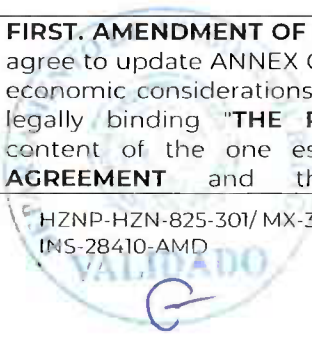 FIRST. AMENDMENT OF
agree to update ANNEX
economic considerations
legally binding "THE
content of the one es
AGREEMENT and th
HZNP-HZN-825-301/ MX-3
INS-28410-AMD
VALIDADO